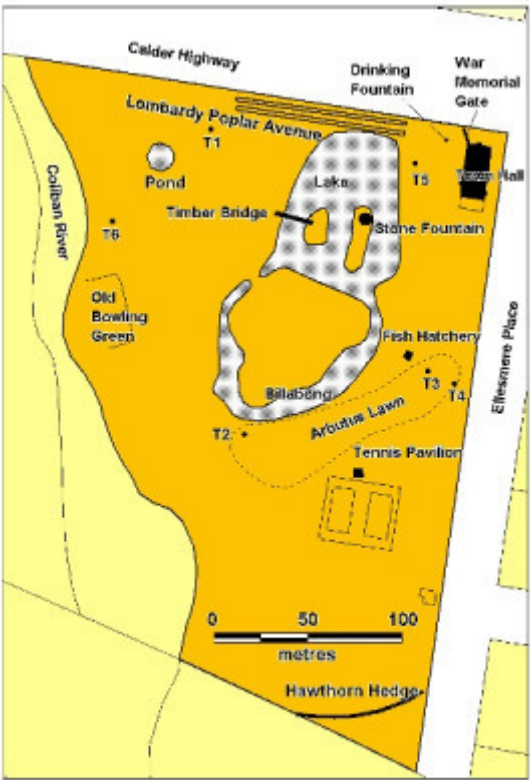 Calder Highway
War
Memorial
Gate
Drinking
Fountain
Lombardy Poplar Avenue
T1
Town Hall
T5
Lake
Pond
Timber Bridge
Stone Fountain
T6
Coliban River
Old
Bowling
Green
Ellesmere Place
Fish Hatchery
T3
T4
Billabong
Arbutus Lawn
T2
Tennis Pavilion
0 50 100
metres
Hawthorn Hedge